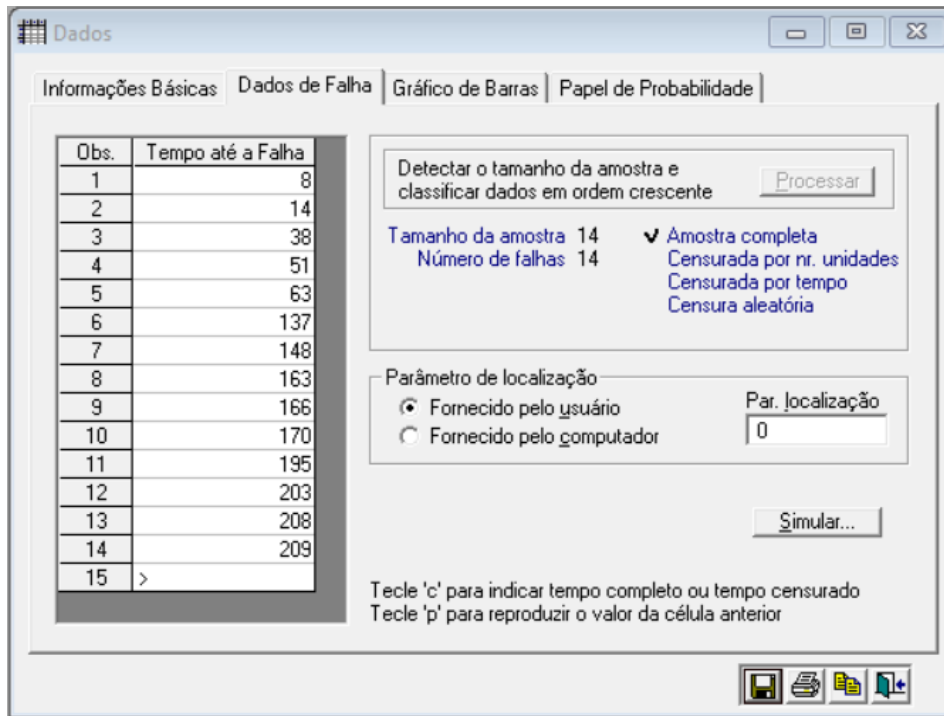 Dados
Informações Básicas Dados de Falha Gráfico de Barras Papel de Probabilidade
Obs. Tempo até a Falha
1 8
2 14
3 38
4 51
5 63
6 137
7 148
8 163
9 166
10 170
11 195
12 203
13 208
14 209
15 >
Detectar o tamanho da amostra e
classificar dados em ordem crescente
Processar
Tamanho da amostra 14
Número de falhas 14
✔ Amostra completa
Censurada por nr. unidades
Censurada por tempo
Censura aleatória
Parâmetro de localização
Fornecido pelo usuário
Fornecido pelo computador
Par. localização
0
Simular...
Tecle 'c' para indicar tempo completo ou tempo censurado
Tecle 'p' para reproduzir o valor da célula anterior